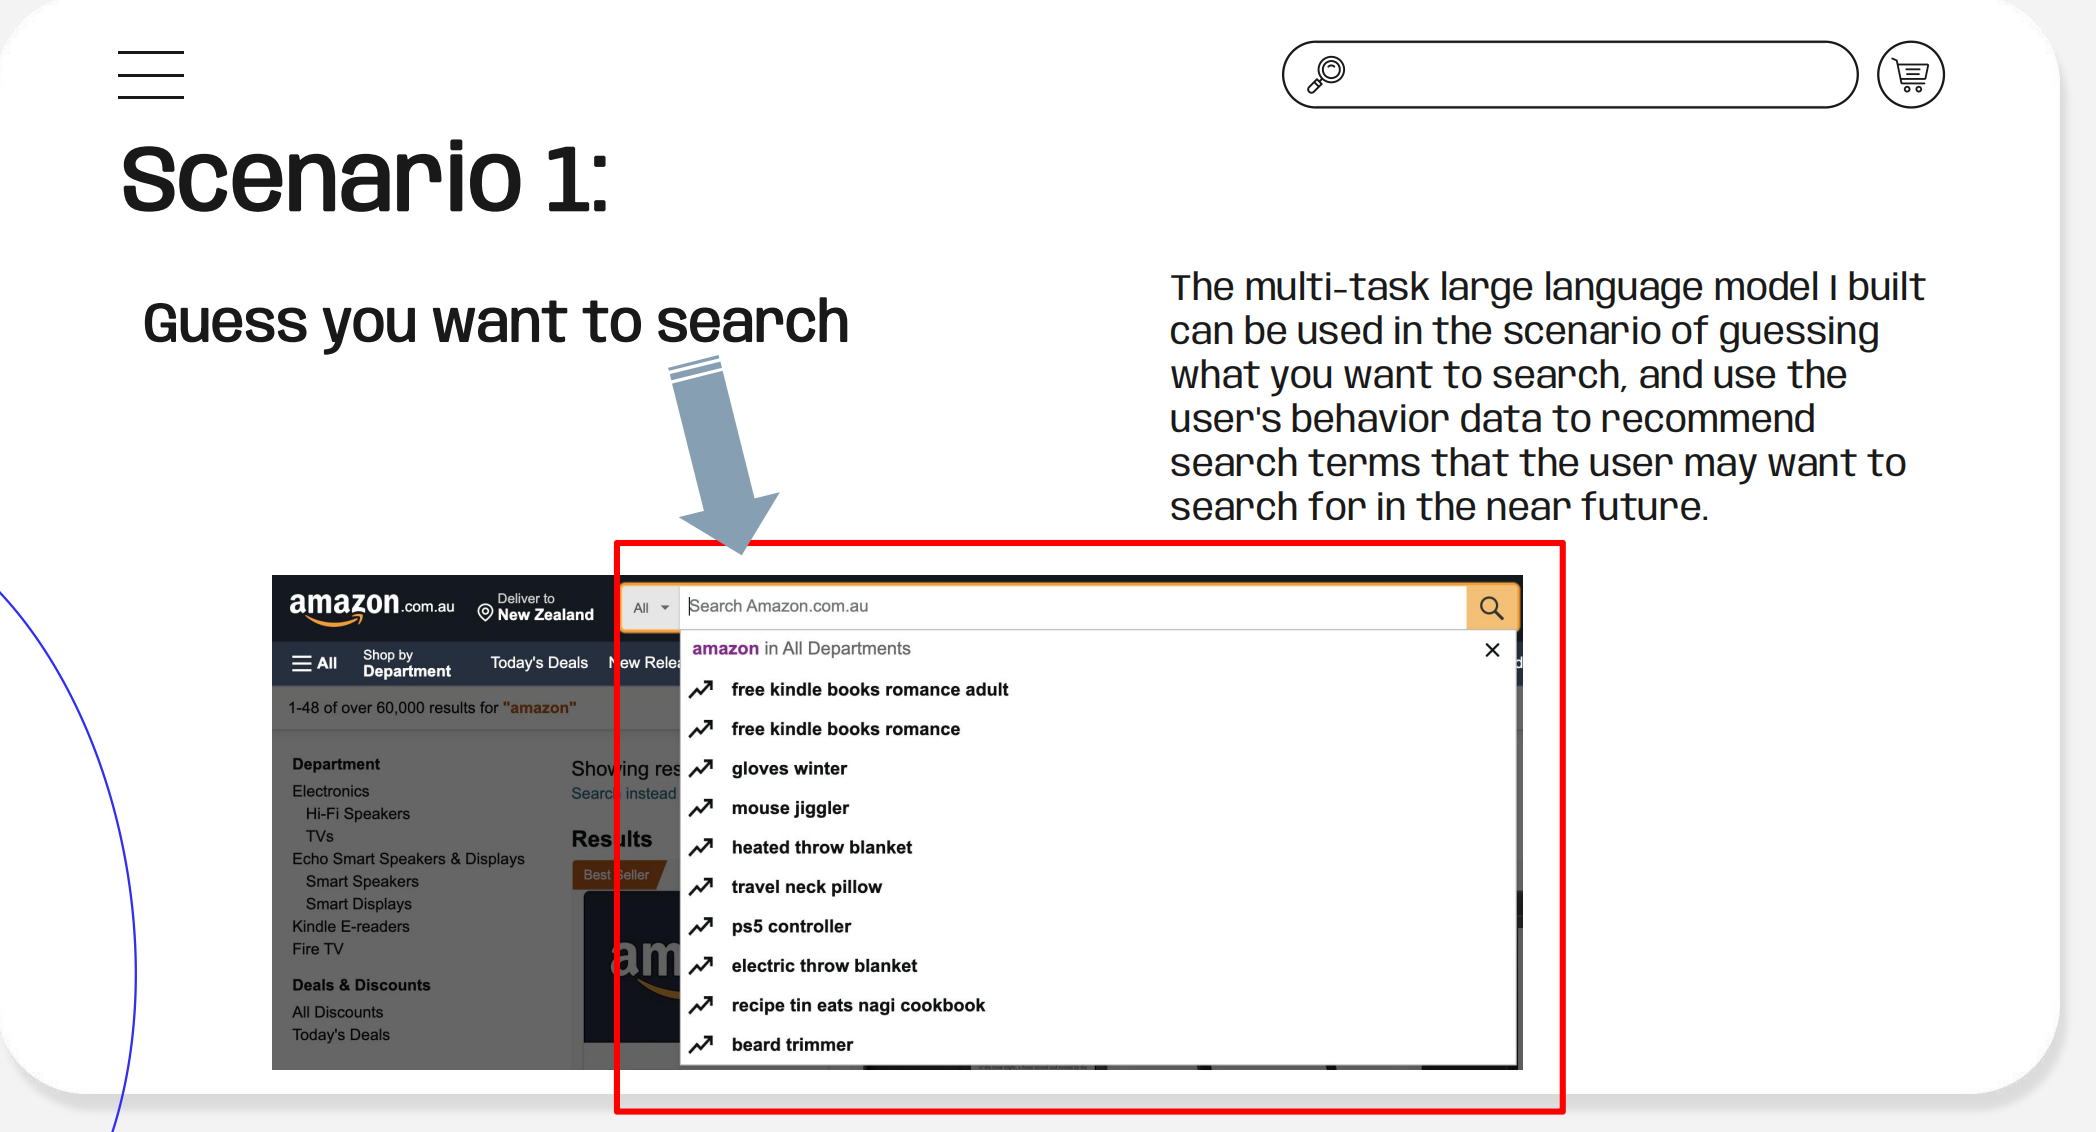 Scenario 1:
Guess you want to search
The multi-task large language model I built
can be used in the scenario of guessing
what you want to search, and use the
user's behavior data to recommend
search terms that the user may want to
search for in the near future.
amazon.com.au
Deliver to
New Zealand
All
Search Amazon.com.au
All
Shop by
Department
Today's Deals
New Relea
amazon in All Departments
1-48 of over 60,000 results for "amazon"
free kindle books romance adult
free kindle books romance
gloves winter
mouse jiggler
heated throw blanket
travel neck pillow
ps5 controller
electric throw blanket
recipe tin eats nagi cookbook
beard trimmer
Department
Electronics
Hi-Fi Speakers
TVs
Echo Smart Speakers & Displays
Smart Speakers
Smart Displays
Kindle E-readers
Fire TV
Deals & Discounts
All Discounts
Today's Deals
Showing res
Search instead
Results
Best Seller
am